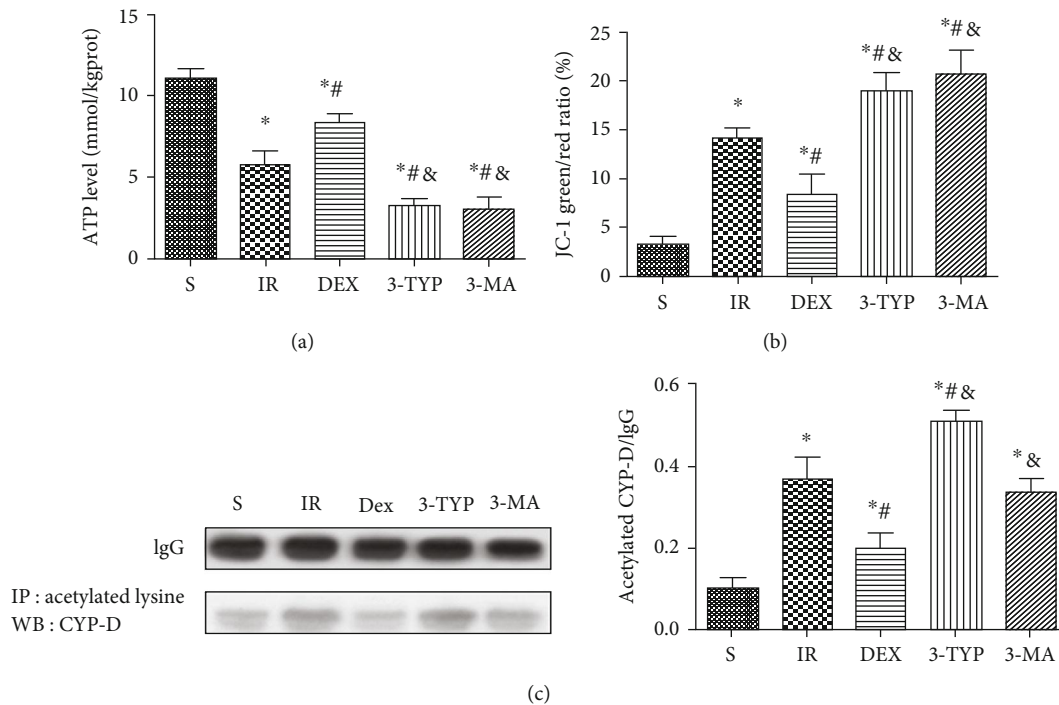 15
10
5
0
ATP level (mmol/kgprot)
*
*#
*# &
*# &
S IR DEX 3-TYP 3-MA
(a)
25
20
15
10
5
0
JC-1 green/red ratio (%)
*
*#
*# &
*# &
S IR DEX 3-TYP 3-MA
(b)
S IR Dex 3-TYP 3-MA
lgG
IP : acetylated lysine
WB : CYP-D
0.6
0.4
0.2
0.0
Acetylated CYP-D/lgG
*
*#
*# &
* &
S IR DEX 3-TYP 3-MA
(c)